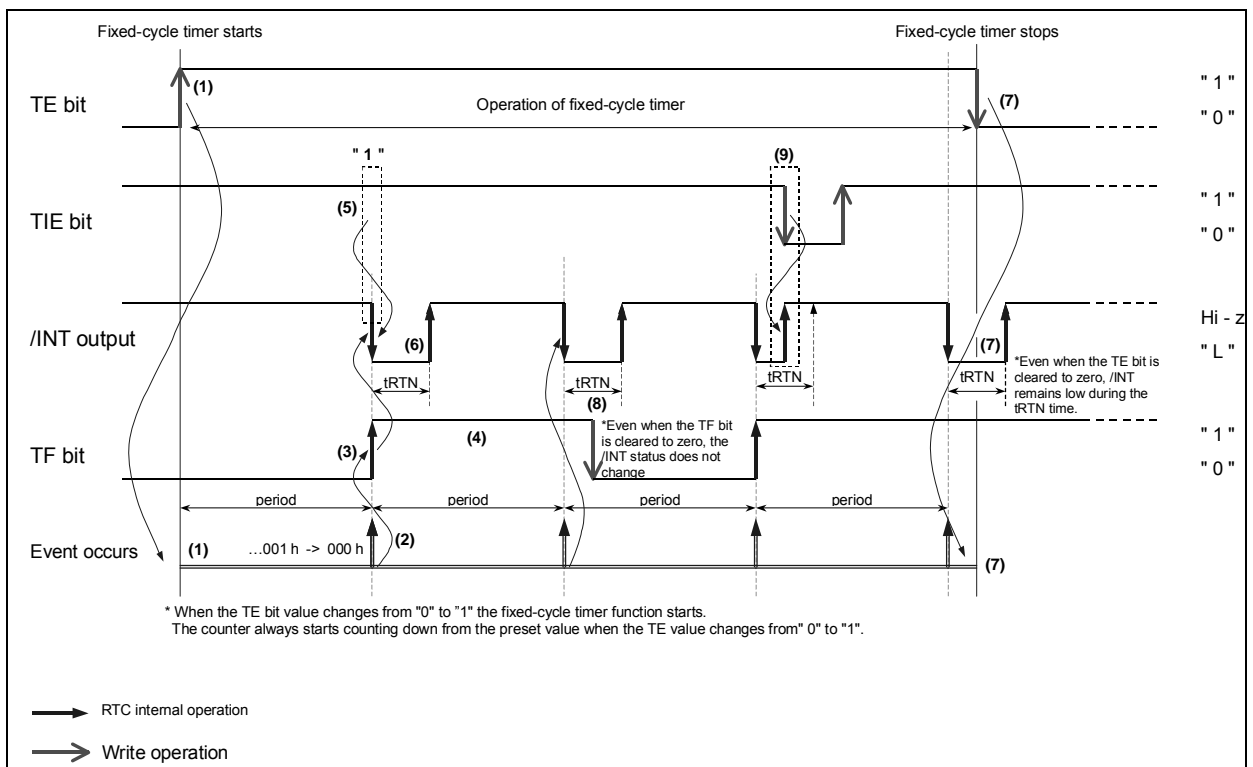 Fixed-cycle timer starts
Fixed-cycle timer stops
TE bit
(1)
Operation of fixed-cycle timer
(7)
" 1 "
" 0 "
" 1 "
(9)
TIE bit
(5)
" 1 "
" 0 "
/INT output
(6)
(7)
Hi - z
" L "
tRTN
tRTN
tRTN
tRTN
*Even when the TE bit is
cleared to zero, /INT
remains low during the
tRTN time.
(8)
TF bit
(3)
(4)
*Even when the TF bit
is cleared to zero, the
/INT status does not
change
" 1 "
" 0 "
period
period
period
period
Event occurs
(1)
...001 h -> 000 h
(2)
(7)
* When the TE bit value changes from "0" to "1" the fixed-cycle timer function starts.
The counter always starts counting down from the preset value when the TE value changes from" 0" to "1".
RTC internal operation
Write operation